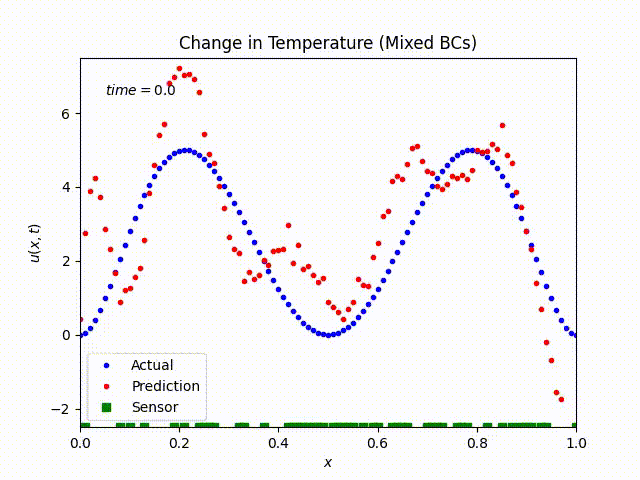 Change in Temperature (Mixed BCs)
time = 0.0
u(x, t)
6
4
2
0
−2
Actual
Prediction
Sensor
0.0 0.2 0.4 0.6 0.8 1.0
x